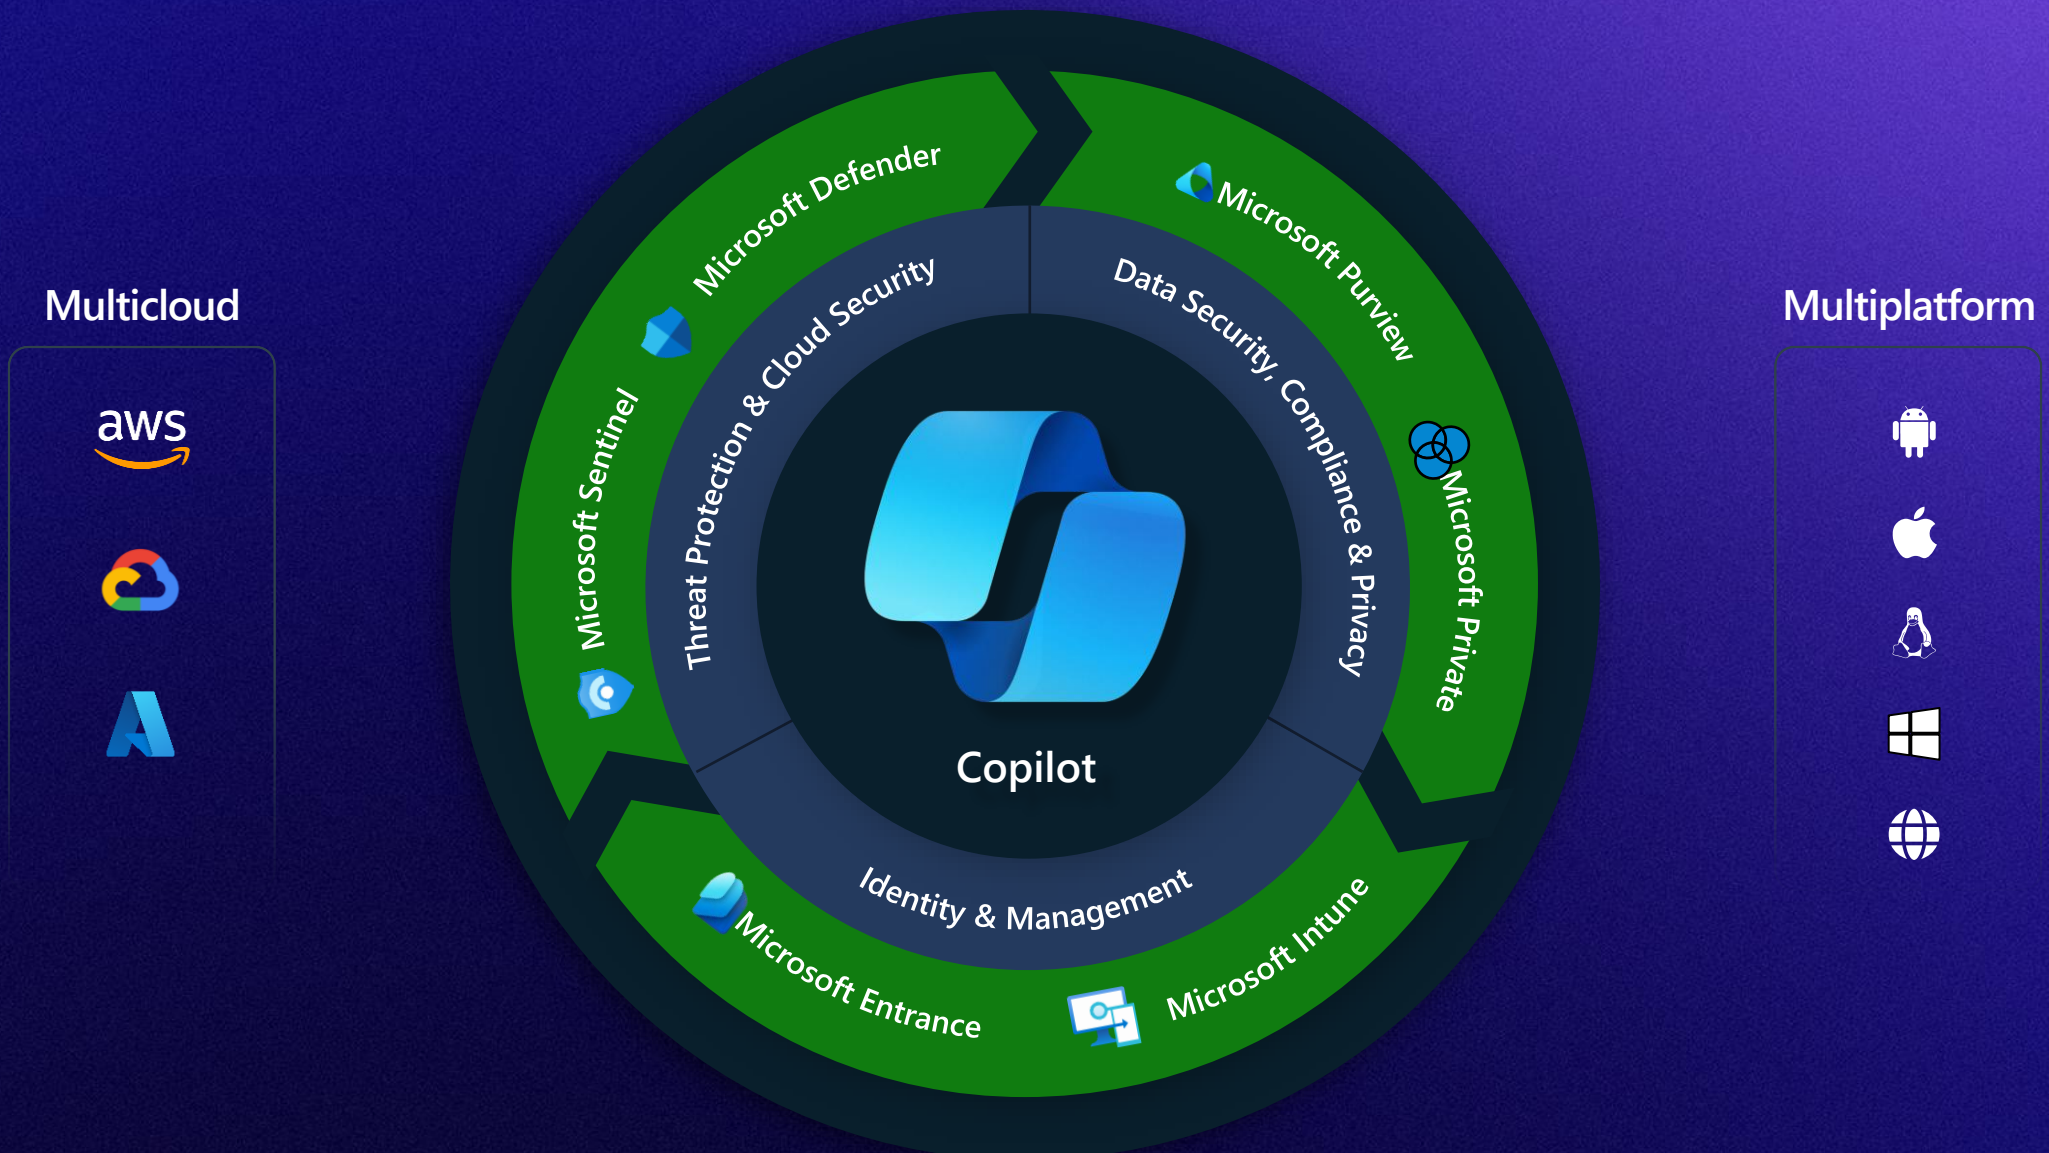 Multicloud
aws
Microsoft Defender
Microsoft Sentinel
Threat Protection & Cloud Security
Microsoft Purview
Microsoft Private
Data Security, Compliance & Privacy
Copilot
Identity & Management
Microsoft Entrance
Microsoft Intune
Multiplatform